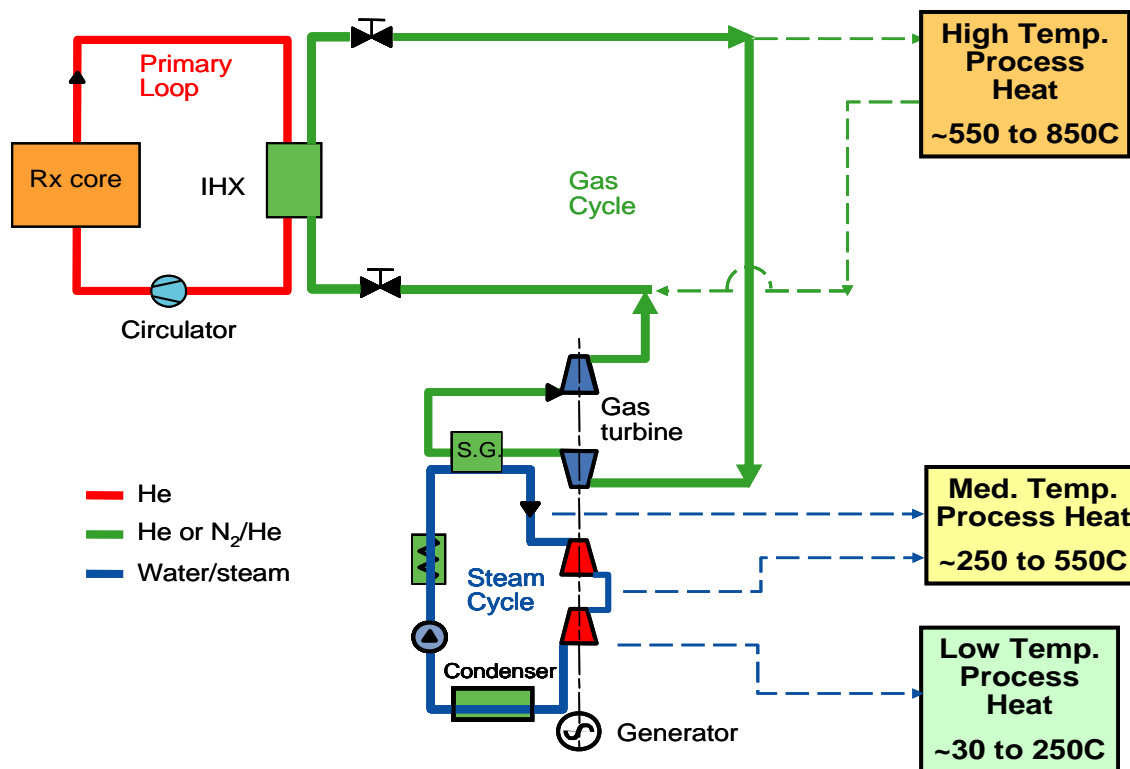 High Temp.
Process
Heat
~550 to 850C
Primary
Loop
Rx core
IHX
Gas
Cycle
Circulator
Gas
turbine
S.G.
He
He or N₂/He
Water/steam
Steam
Cycle
Med. Temp.
Process Heat
~250 to 550C
Condenser
Generator
Low Temp.
Process
Heat
~30 to 250C